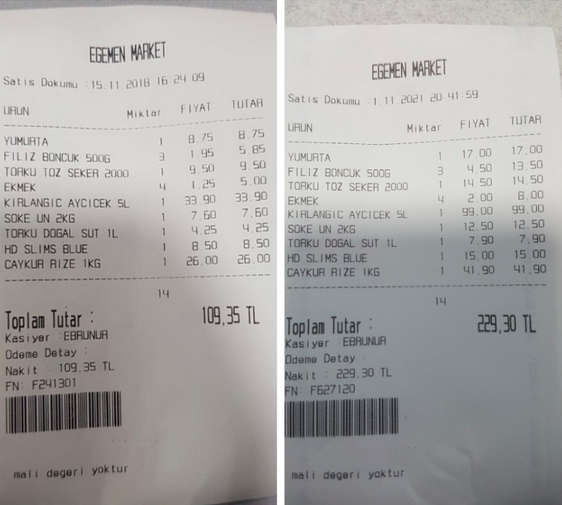 EGEMEN MARKET
Satis Dokumu : 15.11.2018 16:24:09
URUN Miktar FIYAT TUTAR
YUMURTA 1 8.75 8.75
FILIZ BONCUK 500G 3 1.95 5.85
TORKU TOZ SEKER 2000 1 9.50 9.50
EKMEK 4 1.25 5.00
KIRLANGIC AYCICEK 5L 1 33.90 33.90
SOKE UN 2KG 1 7.60 7.60
TORKU DOGAL SUT 1L 1 4.25 4.25
HD SLIMS BLUE 1 8.50 8.50
CAYKUR RIZE 1KG 1 26,00 26,00
14
Toplam Tutar : 109,35 TL
Kasiyer :EBRUNUR
Odeme Detay :
Nakit : 109.35 TL
FN: F241301
mali degeri yoktur
EGEMEN MARKET
Satis Dokumu :1.11.2021 20:41:59
URUN Miktar FIYAT TUTAR
YUMURTA 1 17,00 17,00
FILIZ BONCUK 500G 3 4,50 13,50
TORKU TOZ SEKER 2000 1 14,50 14,50
EKMEK 4 2.00 8.00
KIRLANGIC AYCICEK 5L 1 99,00 99,00
SOKE UN 2KG 1 12,50 12,50
TORKU DOGAL SUT 1L 1 7,90 7,90
HD SLIMS BLUE 1 15.00 15.00
CAYKUR RIZE 1KG 1 41,90 41,90
14
Toplam Tutar : 229,30 TL
Kasiyer :EBRUNUR
Odeme Detay :
Nakit : 229.30 TL
FN: F627120
mali degeri yoktur